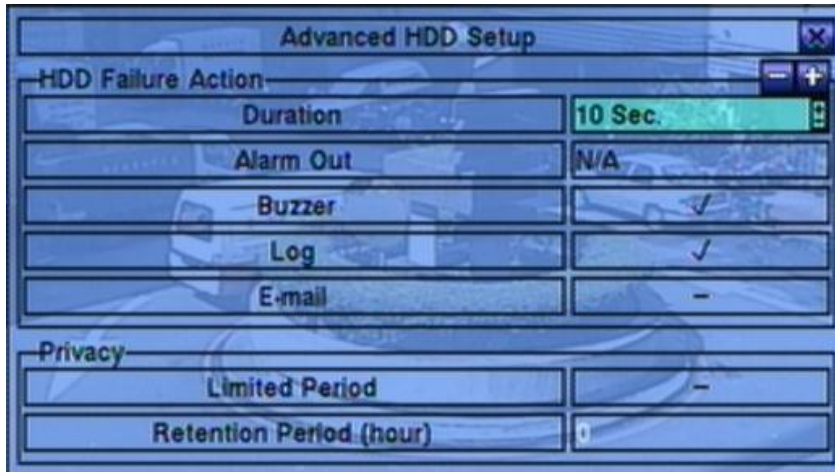 Advanced HDD Setup
HDD Failure Action
Duration 10 Sec.
Alarm Out N/A
Buzzer ✓
Log ✓
E-mail –
Privacy
Limited Period –
Retention Period (hour) 0